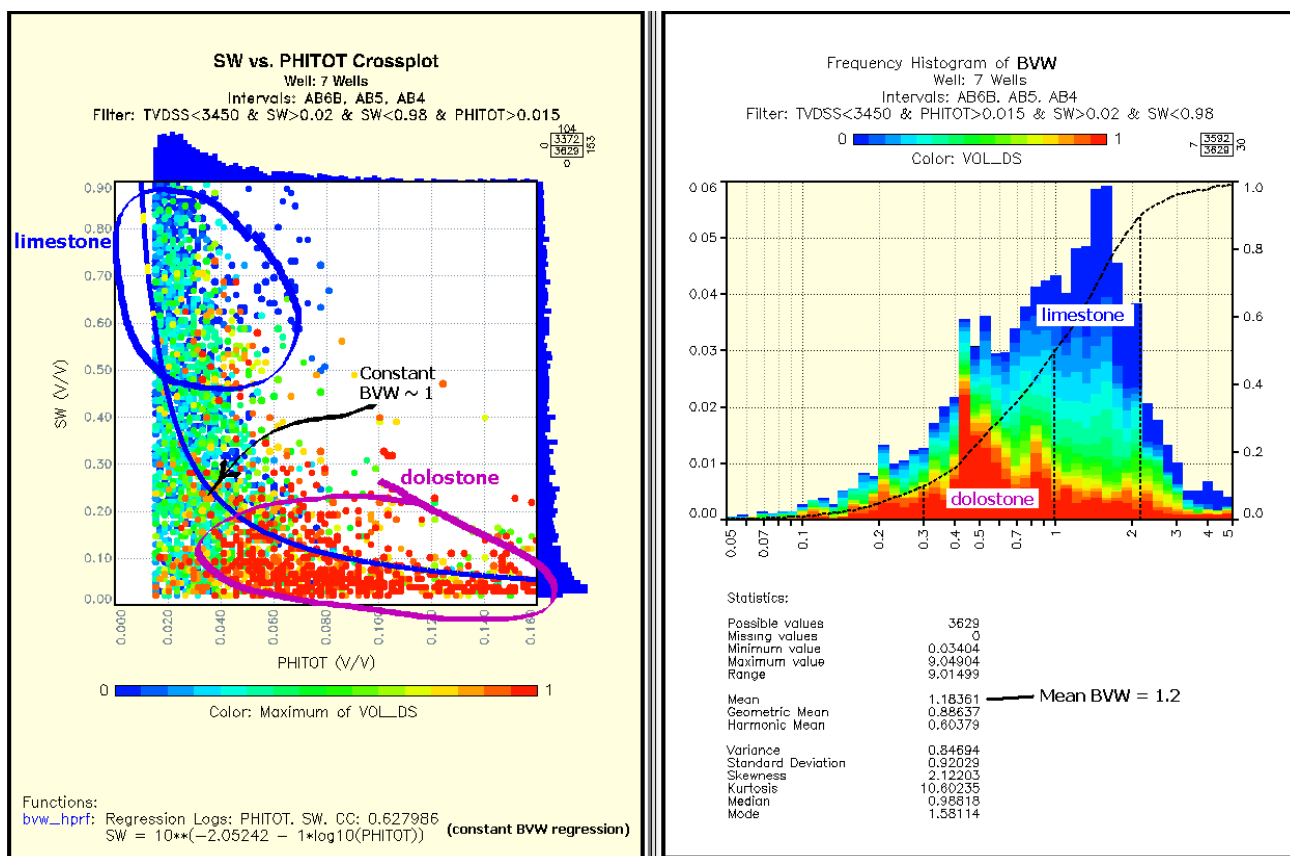 SW vs. PHITOT Crossplot
Well: 7 Wells
Intervals: AB6B, AB5, AB4
Filter: TVDSS<3450 & SW>0.02 & SW<0.98 & PHITOT>0.015
104
0 3372 153
3629
0
0.90
0.80
0.70
0.60
0.50
0.40
0.30
0.20
0.10
0.00
SW (V/V)
limestone
Constant
BVW ~ 1
dolostone
0.000 0.020 0.040 0.060 0.080 0.100 0.120 0.140 0.160
PHITOT (V/V)
0 1
Color: Maximum of VOL_DS
Functions:
bvw_hprf: Regression Logs: PHITOT, SW, CC: 0.627986
SW = 10**(-2.05242 - 1*log10(PHITOT)) (constant BVW regression)
Frequency Histogram of BVW
Well: 7 Wells
Intervals: AB6B, AB5, AB4
Filter: TVDSS<3450 & PHITOT>0.015 & SW>0.02 & SW<0.98
0 1
Color: VOL_DS
7 3592 30
3629
0.06
0.05
0.04
0.03
0.02
0.01
0.00
1.0
0.8
0.6
0.4
0.2
0.0
limestone
dolostone
0.05 0.07 0.1 0.2 0.3 0.4 0.5 0.7 1 2 3 4 5
Statistics:
Possible values 3629
Missing values 0
Minimum value 0.03404
Maximum value 9.04904
Range 9.01499
Mean 1.18361 Mean BVW = 1.2
Geometric Mean 0.88637
Harmonic Mean 0.60379
Variance 0.84694
Standard Deviation 0.92029
Skewness 2.12203
Kurtosis 10.60235
Median 0.98818
Mode 1.58114